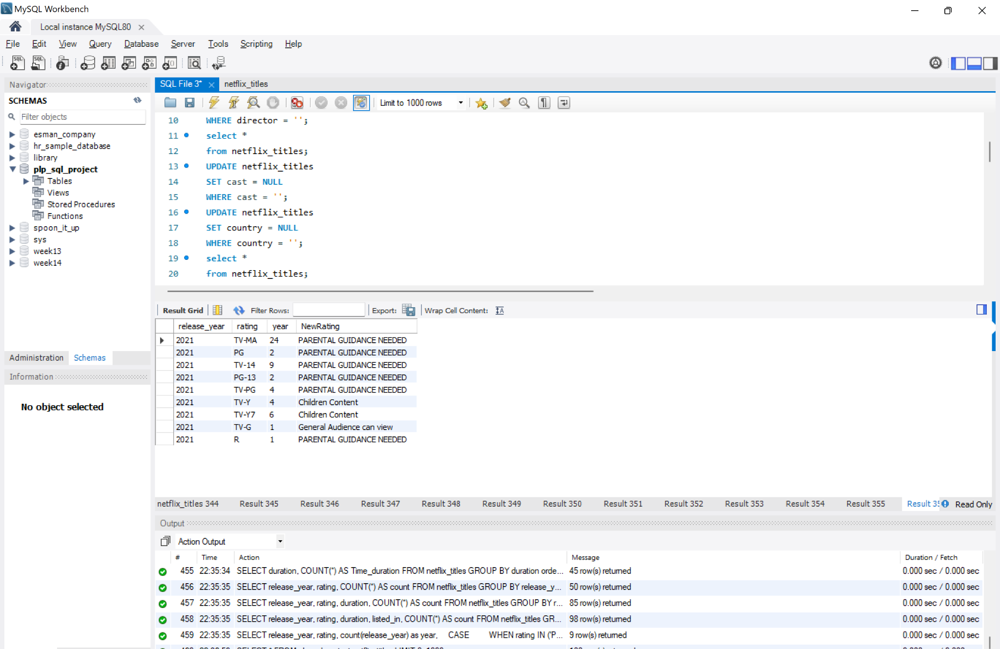 MySQL Workbench
Local instance MySQL80
File Edit View Query Database Server Tools Scripting Help
Navigator
SCHEMAS
Filter objects
esman_company
hr_sample_database
library
plp_sql_project
Tables
Views
Stored Procedures
Functions
spoon_it_up
sys
week13
week14
Administration Schemas
Information
No object selected
SQL File 3* netflix_titles
Limit to 1000 rows
10 WHERE director = '';
11 select *
12 from netflix_titles;
13 UPDATE netflix_titles
14 SET cast = NULL
15 WHERE cast = '';
16 UPDATE netflix_titles
17 SET country = NULL
18 WHERE country = '';
19 select *
20 from netflix_titles;
Result Grid Filter Rows: Export: Wrap Cell Content:
release_year rating year NewRating
2021 TV-MA 24 PARENTAL GUIDANCE NEEDED
2021 PG 2 PARENTAL GUIDANCE NEEDED
2021 TV-14 9 PARENTAL GUIDANCE NEEDED
2021 PG-13 2 PARENTAL GUIDANCE NEEDED
2021 TV-PG 4 PARENTAL GUIDANCE NEEDED
2021 TV-Y 4 Children Content
2021 TV-Y7 6 Children Content
2021 TV-G 1 General Audience can view
2021 R 1 PARENTAL GUIDANCE NEEDED
netflix_titles 344 Result 345 Result 346 Result 347 Result 348 Result 349 Result 350 Result 351 Result 352 Result 353 Result 354 Result 355 Result 35 Read Only
Output
Action Output
# Time Action Message Duration / Fetch
455 22:35:34 SELECT duration, COUNT(*) AS Time_duration FROM netflix_titles GROUP BY duration orde... 45 row(s) returned 0.000 sec / 0.000 sec
456 22:35:35 SELECT release_year, rating, COUNT(*) AS count FROM netflix_titles GROUP BY release_y... 50 row(s) returned 0.000 sec / 0.000 sec
457 22:35:35 SELECT release_year, rating, duration, COUNT(*) AS count FROM netflix_titles GROUP BY r... 85 row(s) returned 0.000 sec / 0.000 sec
458 22:35:35 SELECT release_year, rating, duration, listed_in, COUNT(*) AS count FROM netflix_titles GR... 98 row(s) returned 0.000 sec / 0.000 sec
459 22:35:35 SELECT release_year, rating, count(release_year) as year, CASE WHEN rating IN ('P... 9 row(s) returned 0.000 sec / 0.000 sec